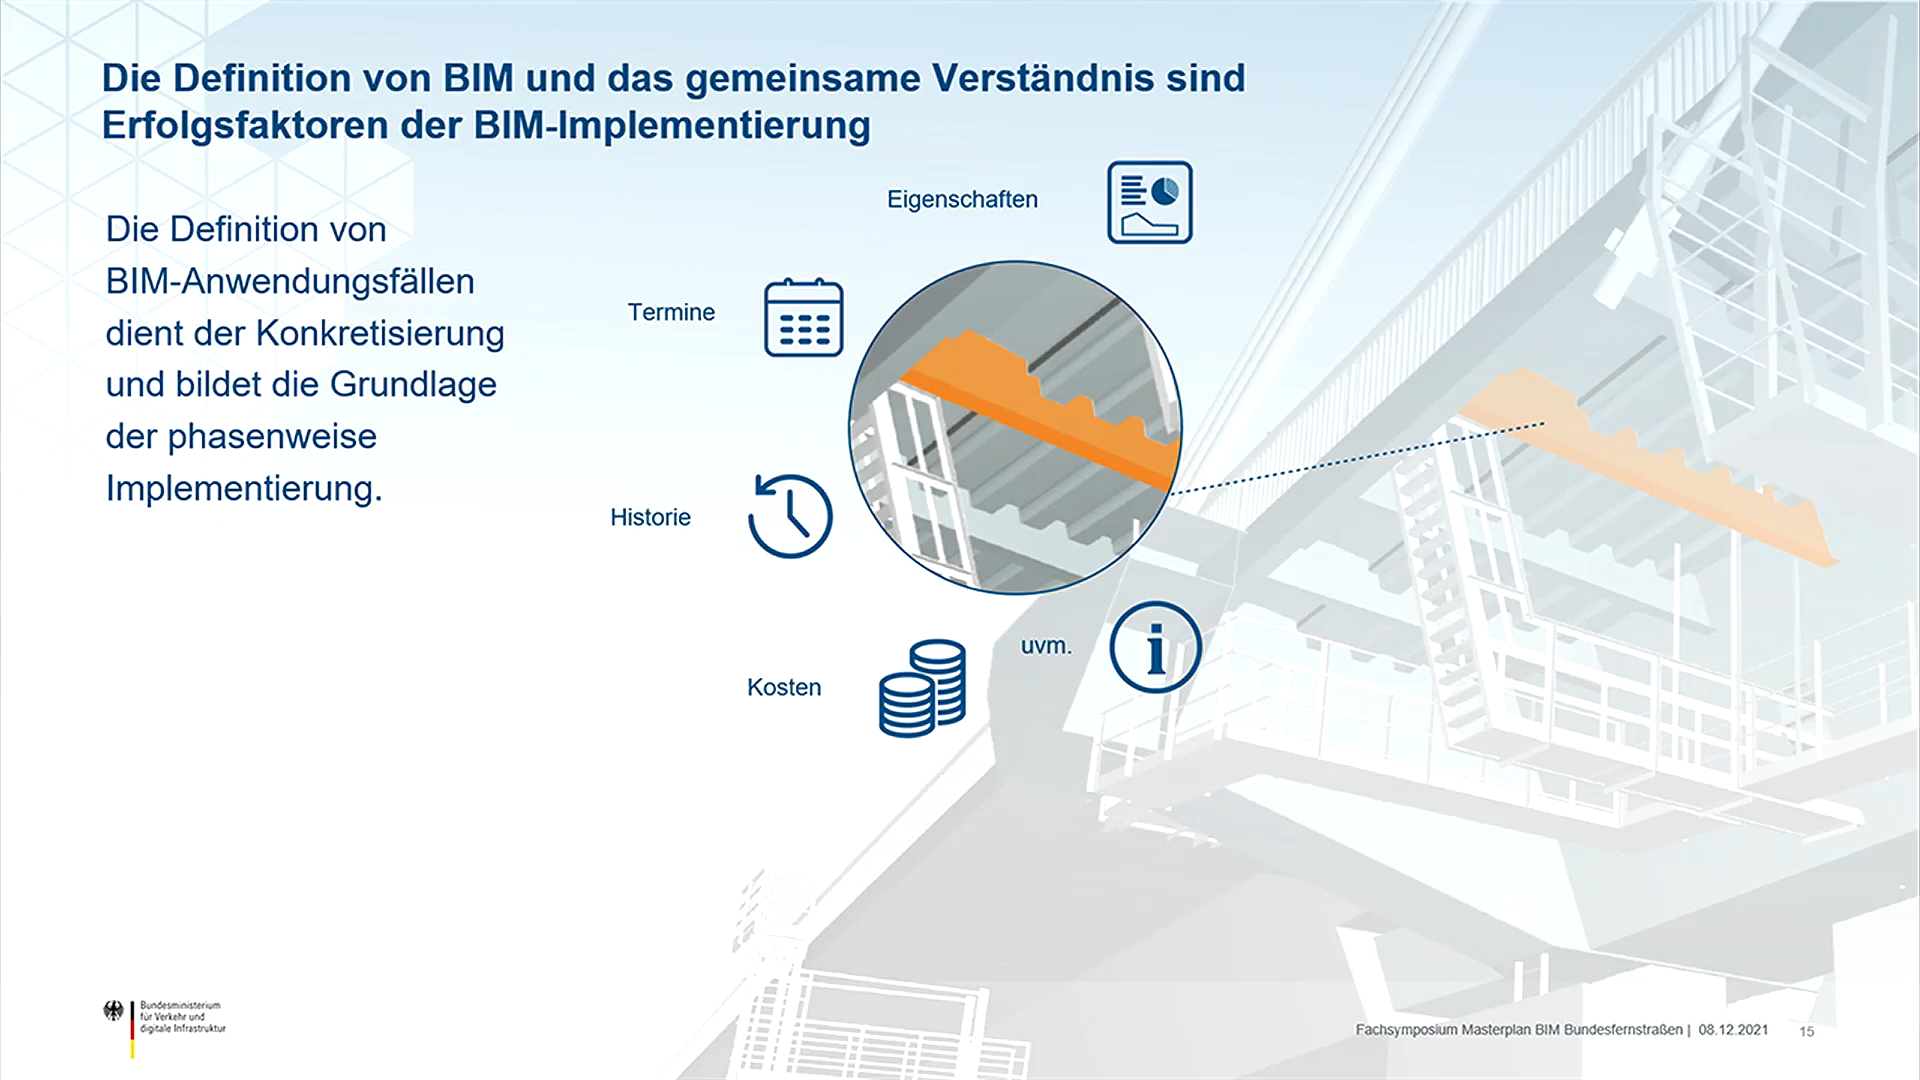 Die Definition von BIM und das gemeinsame Verständnis sind
Erfolgsfaktoren der BIM-Implementierung
Die Definition von
BIM-Anwendungsfällen
dient der Konkretisierung
und bildet die Grundlage
der phasenweise
Implementierung.
Eigenschaften
Termine
Historie
Kosten
uvm.
Bundesministerium
für Verkehr und
digitale Infrastruktur
Fachsymposium Masterplan BIM Bundesfernstraßen | 08.12.2021 15